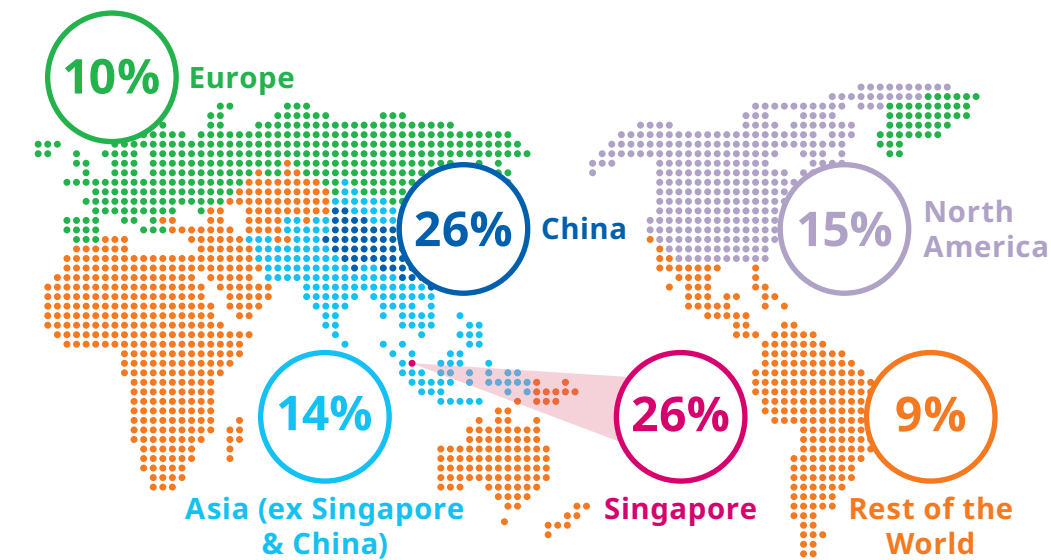 10%
Europe
26%
China
15%
North
America
14%
Asia (ex Singapore
& China)
26%
Singapore
9%
Rest of the
World